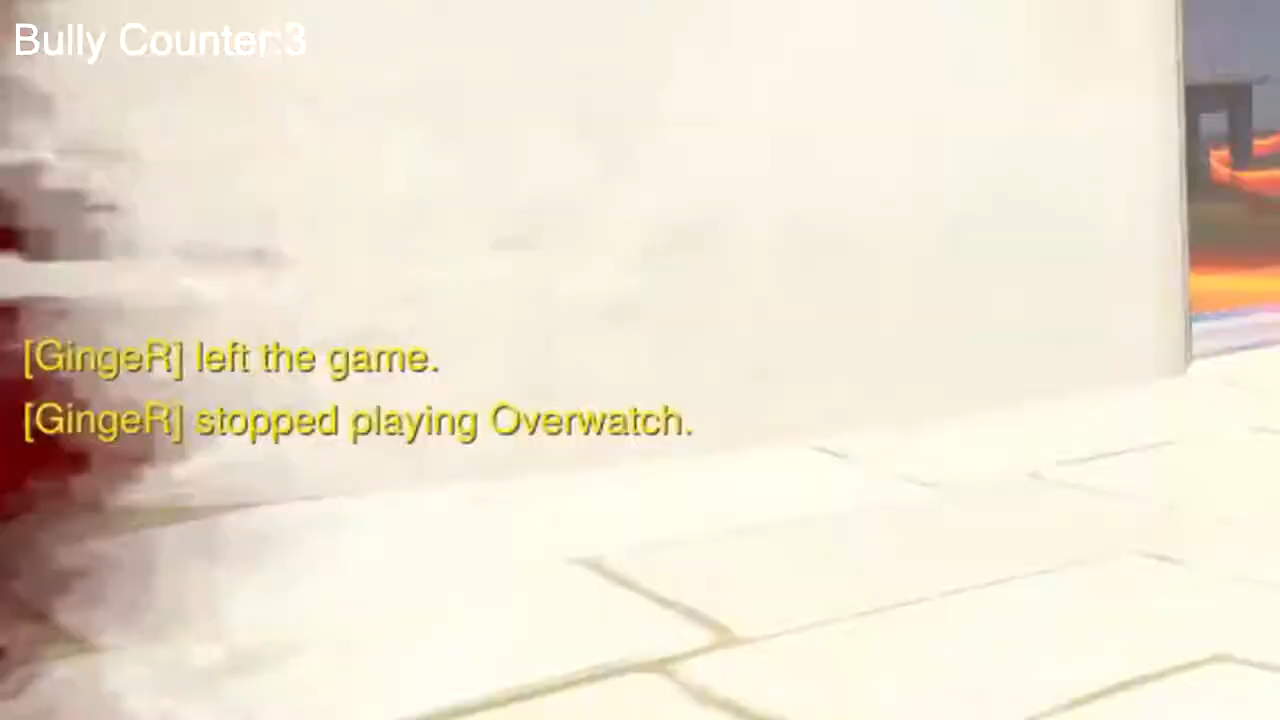 Bully Counter:3
[GingeR] left the game.
[GingeR] stopped playing Overwatch.